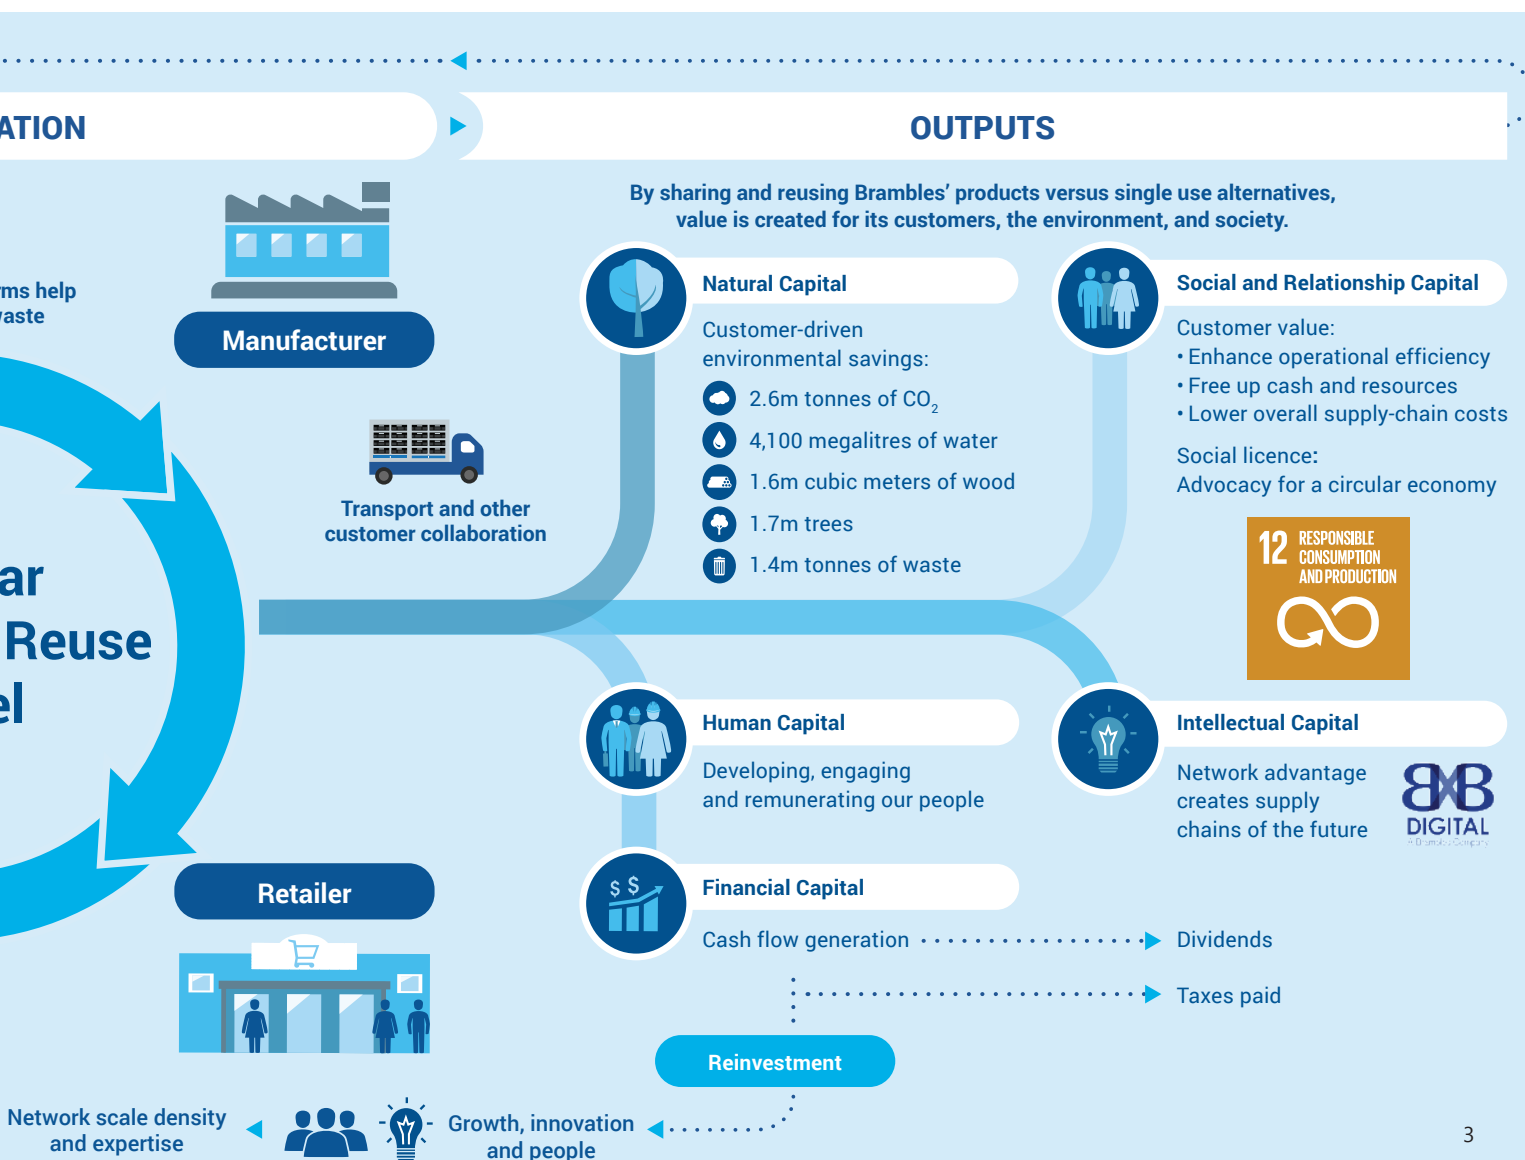 ATION
OUTPUTS
By sharing and reusing Brambles’ products versus single use alternatives,
value is created for its customers, the environment, and society.
rms help
waste
Manufacturer
Transport and other
customer collaboration
ar
Reuse
el
Retailer
Network scale density
and expertise
Growth, innovation
and people
Natural Capital
Customer-driven
environmental savings:
2.6m tonnes of CO₂
4,100 megalitres of water
1.6m cubic meters of wood
1.7m trees
1.4m tonnes of waste
Social and Relationship Capital
Customer value:
• Enhance operational efficiency
• Free up cash and resources
• Lower overall supply-chain costs
Social licence:
Advocacy for a circular economy
12 RESPONSIBLE
CONSUMPTION
AND PRODUCTION
Human Capital
Developing, engaging
and remunerating our people
Intellectual Capital
Network advantage
creates supply
chains of the future
BXB
DIGITAL
A Brambles Company
$ $
Financial Capital
Cash flow generation
Dividends
Taxes paid
Reinvestment
3